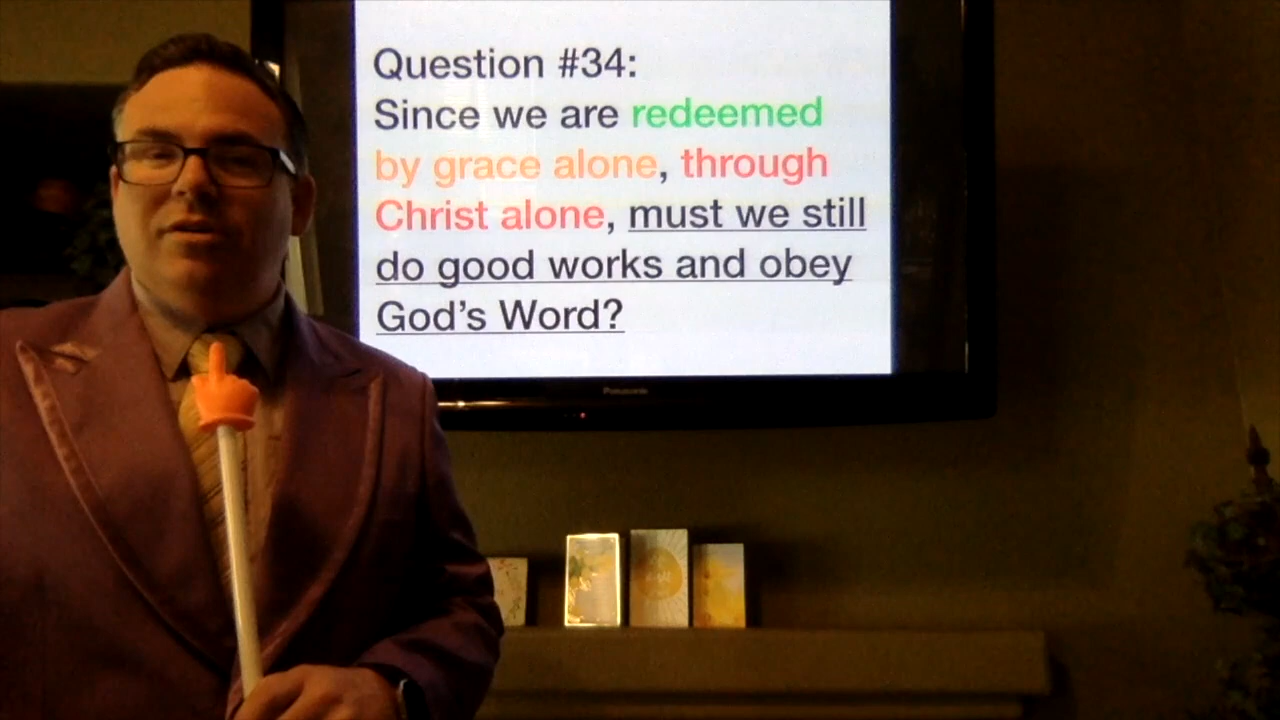 Question #34:
Since we are redeemed
by grace alone, through
Christ alone, must we still
do good works and obey
God's Word?
Panasonic